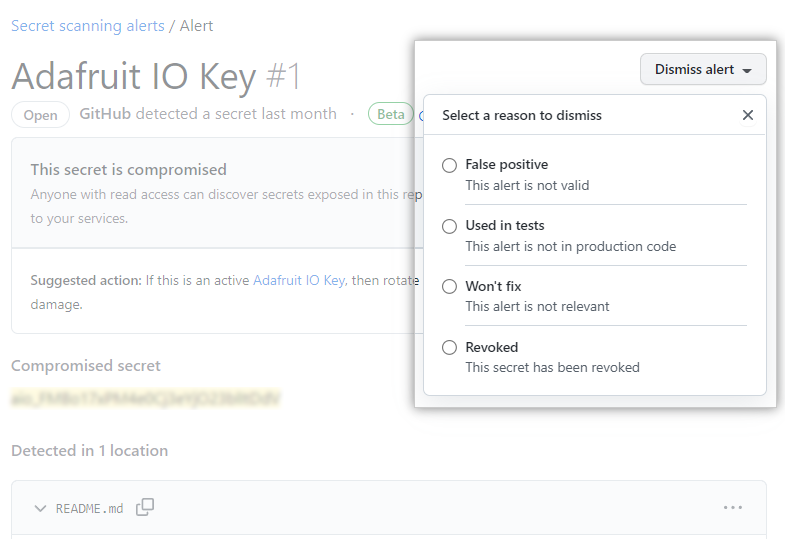 Secret scanning alerts / Alert
Adafruit IO Key #1
Open GitHub detected a secret last month · Beta
This secret is compromised
Anyone with read access can discover secrets exposed in this
to your services.
Suggested action: If this is an active Adafruit IO Key, then rotate
damage.
Compromised secret
Detected in 1 location
README.md
Dismiss alert
Select a reason to dismiss
False positive
This alert is not valid
Used in tests
This alert is not in production code
Won't fix
This alert is not relevant
Revoked
This secret has been revoked